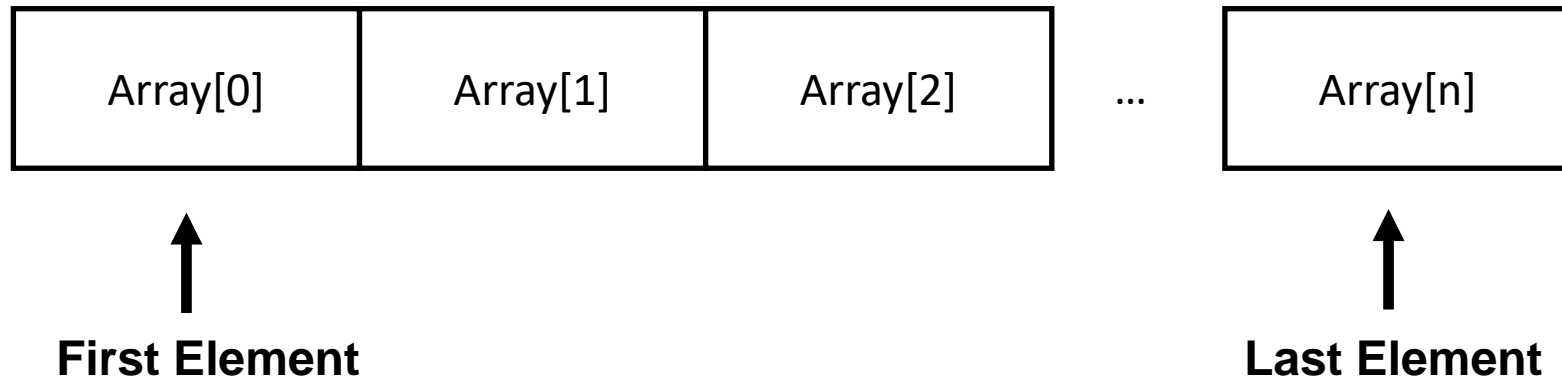 Array[0] Array[1] Array[2] ... Array[n]
First Element Last Element